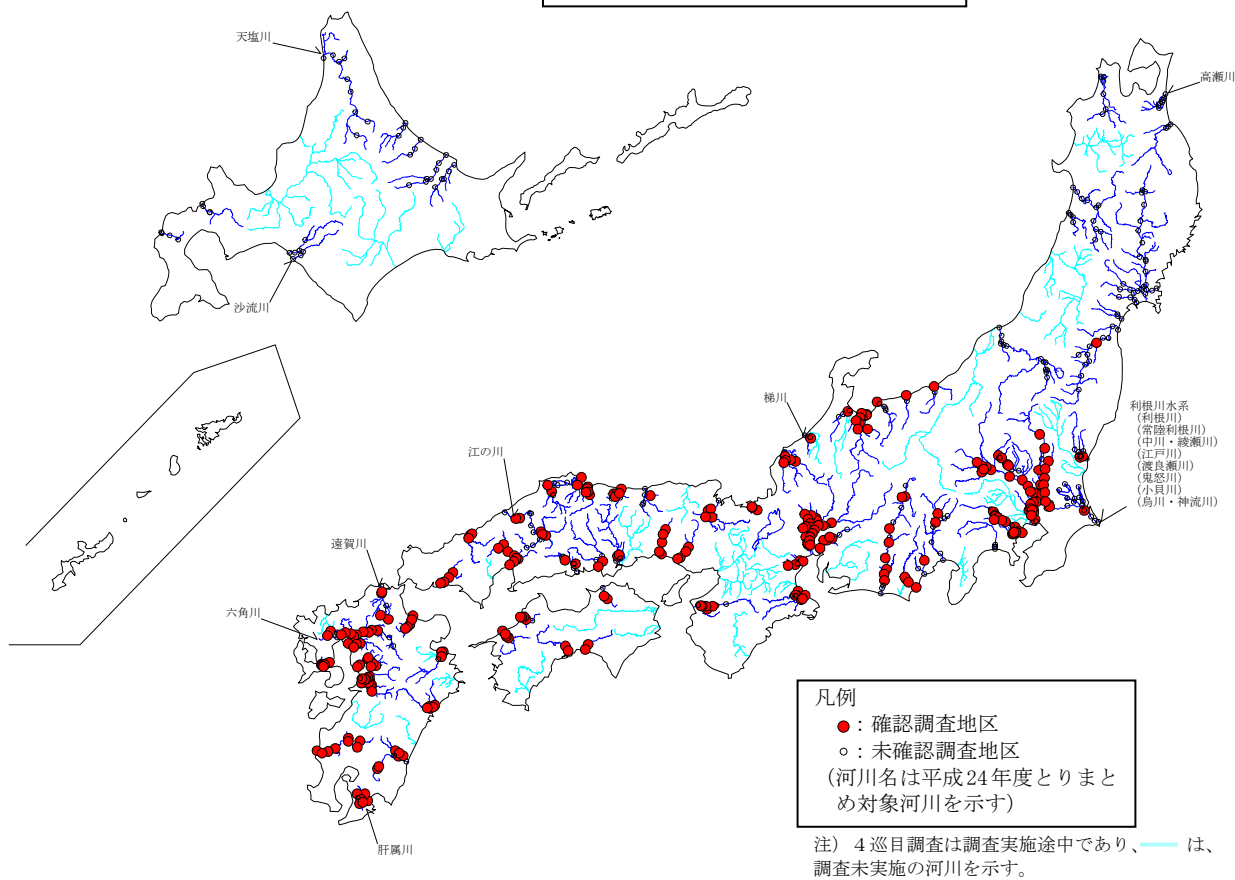 天塩川
高瀬川
沙流川
梯川
利根川水系
(利根川)
(常陸利根川)
(中川・綾瀬川)
(江戸川)
(渡良瀬川)
(鬼怒川)
(小貝川)
(烏川・神流川)
江の川
遠賀川
六角川
肝属川
凡例
●：確認調査地区
○：未確認調査地区
(河川名は平成24年度とりまと
め対象河川を示す)
注）４巡目調査は調査実施途中であり、 は、
調査未実施の河川を示す。